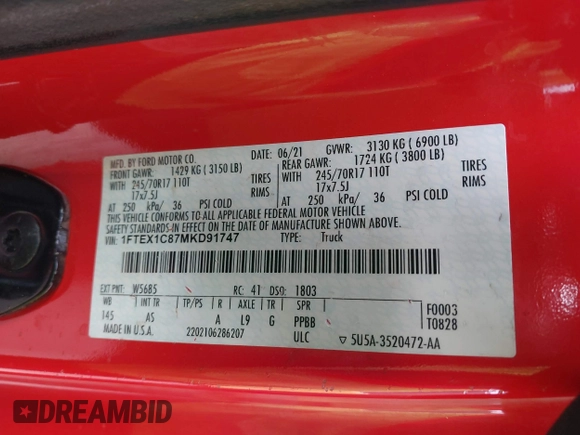 MFD. BY FORD MOTOR CO. DATE: 06/21 GVWR: 3130 KG ( 6900 LB)
FRONT GAWR: 1429 KG ( 3150 LB) REAR GAWR: 1724 KG ( 3800 LB)
WITH 245/70R17 110T TIRES WITH 245/70R17 110T TIRES
17x7.5J RIMS 17x7.5J RIMS
AT 250 kPa/ 36 PSI COLD AT 250 kPa/ 36 PSI COLD
THIS VEHICLE CONFORMS TO ALL APPLICABLE FEDERAL MOTOR VEHICLE
SAFETY STANDARDS IN EFFECT ON THE DATE OF MANUFACTURE SHOWN ABOVE.
VIN: 1FTEX1C87MKD91747 TYPE: Truck
EXT PNT: W5685 RC: 41 DSO: 1803
WB INT TR TP/PS R AXLE TR SPR F0003
145 AS A L9 G PPBB T0828
MADE IN U.S.A. 2202106286207 ULC ▽ 5U5A-3520472-AA
DREAMBID